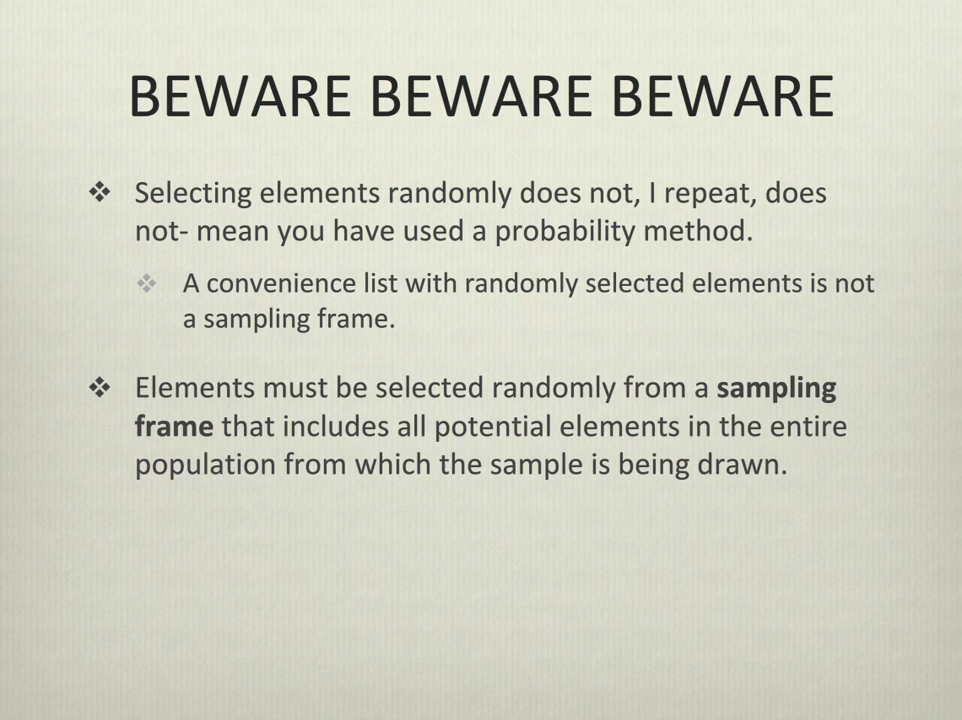 BEWARE BEWARE BEWARE
❖ Selecting elements randomly does not, I repeat, does
not- mean you have used a probability method.
❖ A convenience list with randomly selected elements is not
a sampling frame.
❖ Elements must be selected randomly from a sampling
frame that includes all potential elements in the entire
population from which the sample is being drawn.